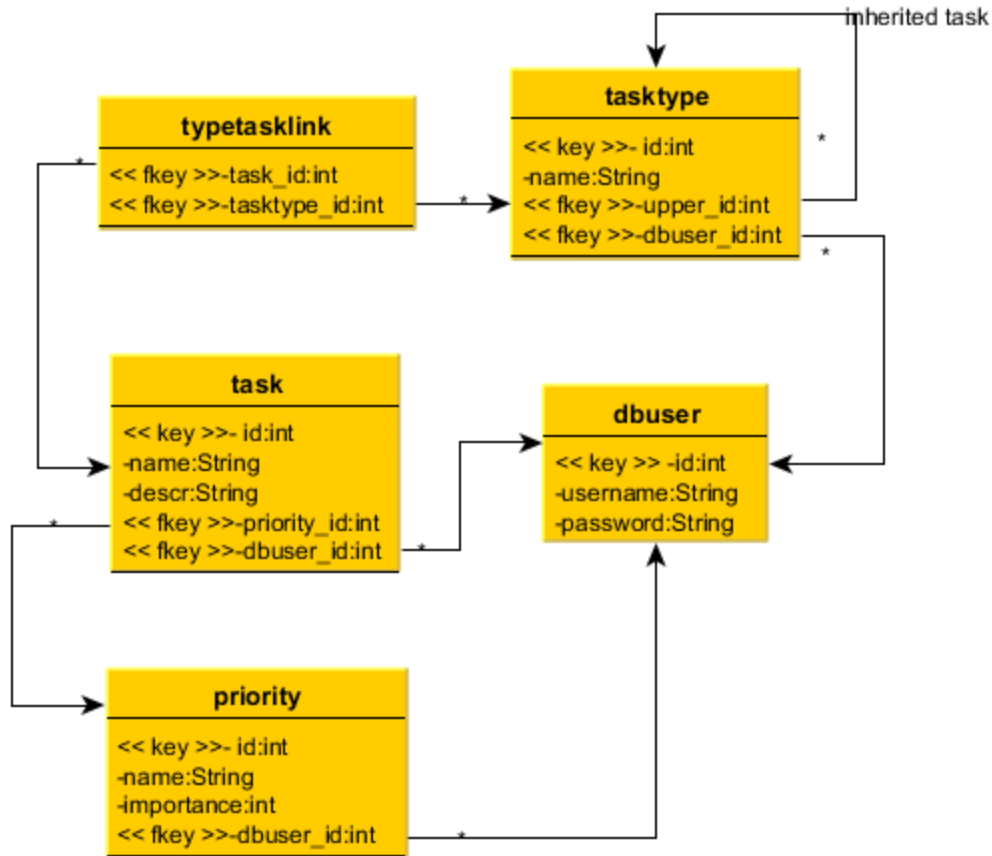 inherited task
typetasklink
<< fkey >>-task_id:int
<< fkey >>-tasktype_id:int
*
*
tasktype
<< key >>- id:int
-name:String
<< fkey >>-upper_id:int
<< fkey >>-dbuser_id:int
*
*
task
<< key >>- id:int
-name:String
-descr:String
<< fkey >>-priority_id:int
<< fkey >>-dbuser_id:int
*
*
dbuser
<< key >> -id:int
-username:String
-password:String
priority
<< key >>- id:int
-name:String
-importance:int
<< fkey >>-dbuser_id:int
*